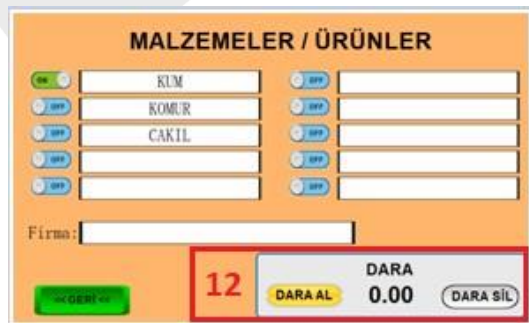 MALZEMELER / ÜRÜNLER
ON KUM OFF
OFF KOMUR OFF
OFF CAKIL OFF
OFF OFF
OFF OFF
Firma:
12
DARA
<<GERİ<< DARA AL 0.00 DARA SİL